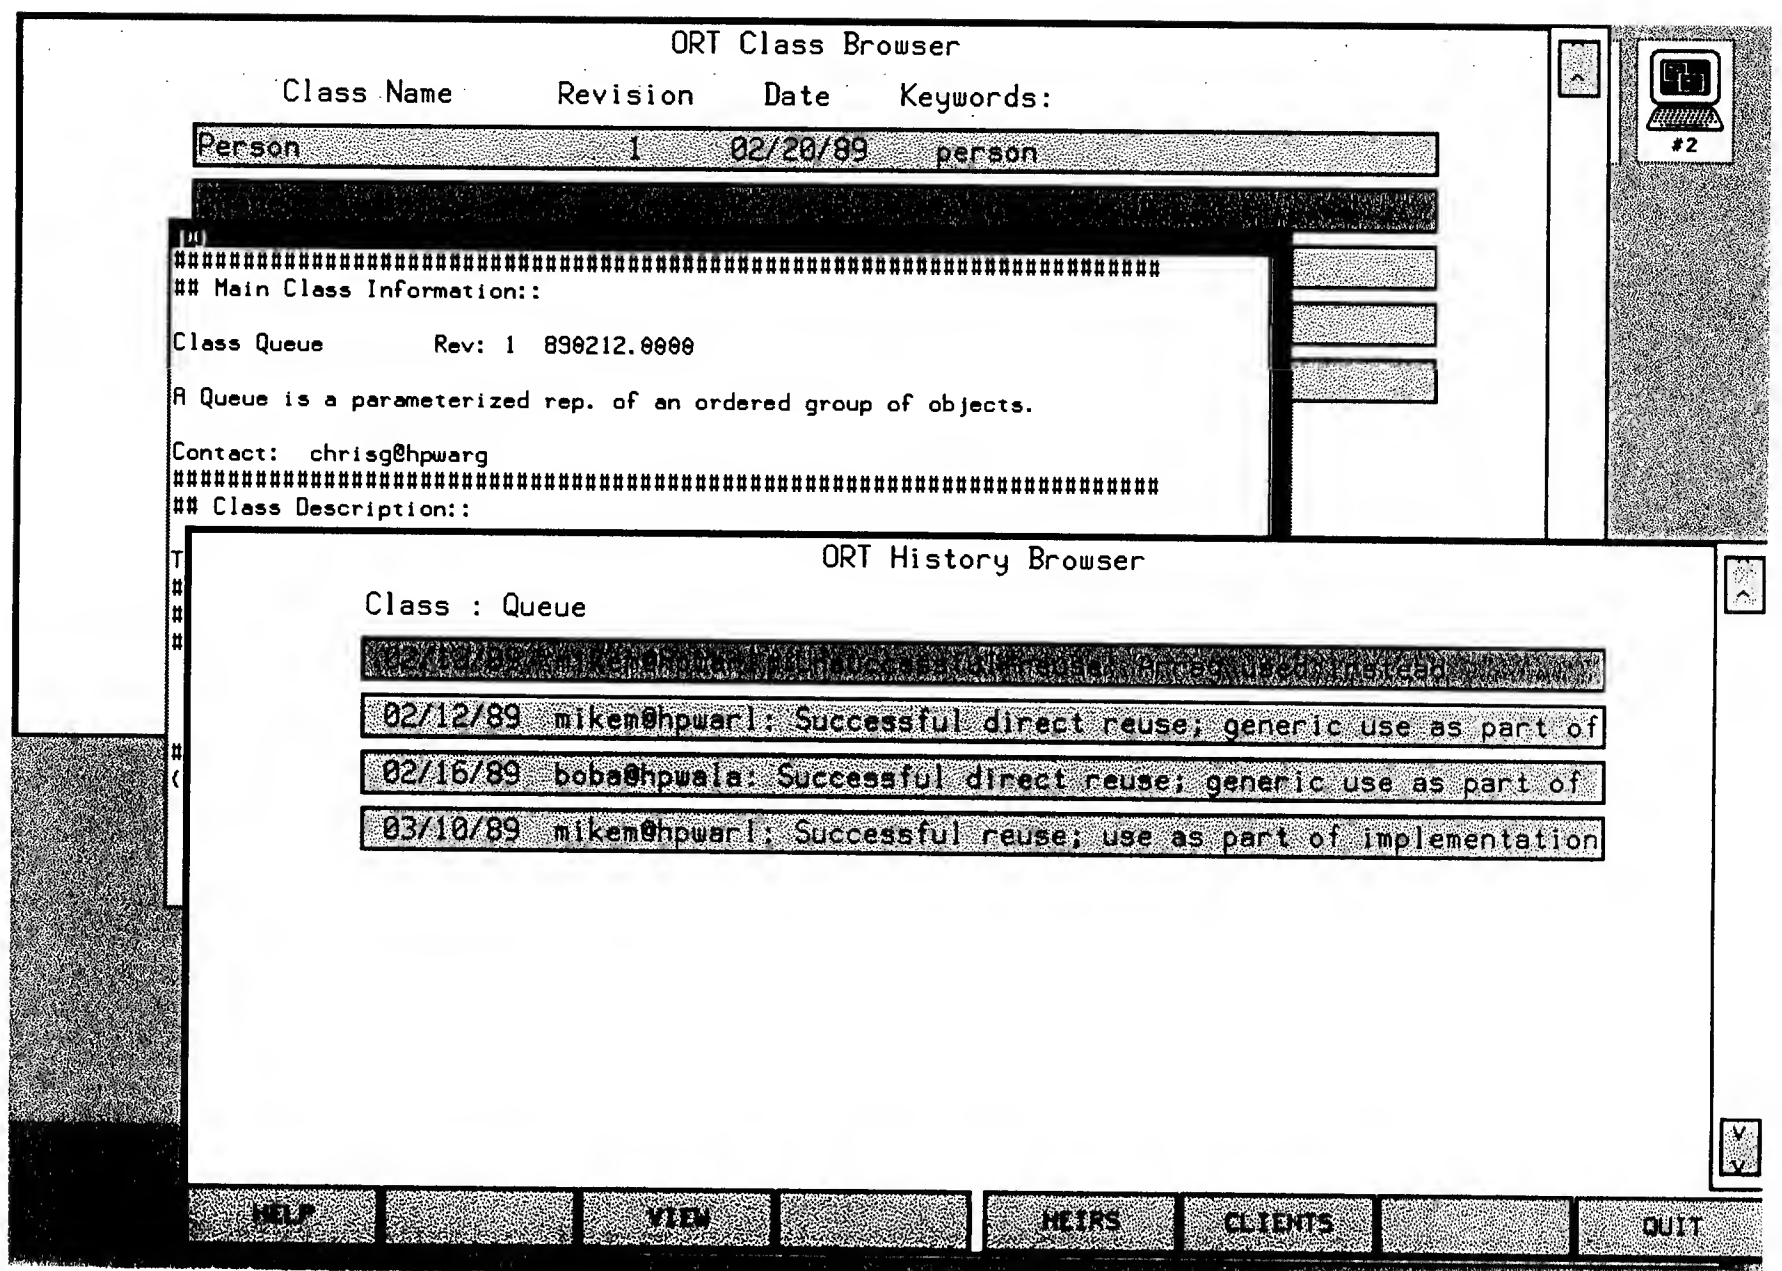 ORT Class Browser
Class Name Revision Date Keywords:
#2
Person 1 02/20/89 person
########################################################################
## Main Class Information::
Class Queue Rev: 1 890212.0000
A Queue is a parameterized rep. of an ordered group of objects.
Contact: chrisg@hpwarg
########################################################################
## Class Description::
T
#
#
#
#
(
ORT History Browser
Class : Queue
reuse; Array used instead
02/12/89 mikem@hpwarl: Successful direct reuse; generic use as part of
02/16/89 boba@hpwala: Successful direct reuse; generic use as part of
03/10/89 mikem@hpwarl: Successful reuse; use as part of implementation
HELP VIEW HEIRS CLIENTS QUIT